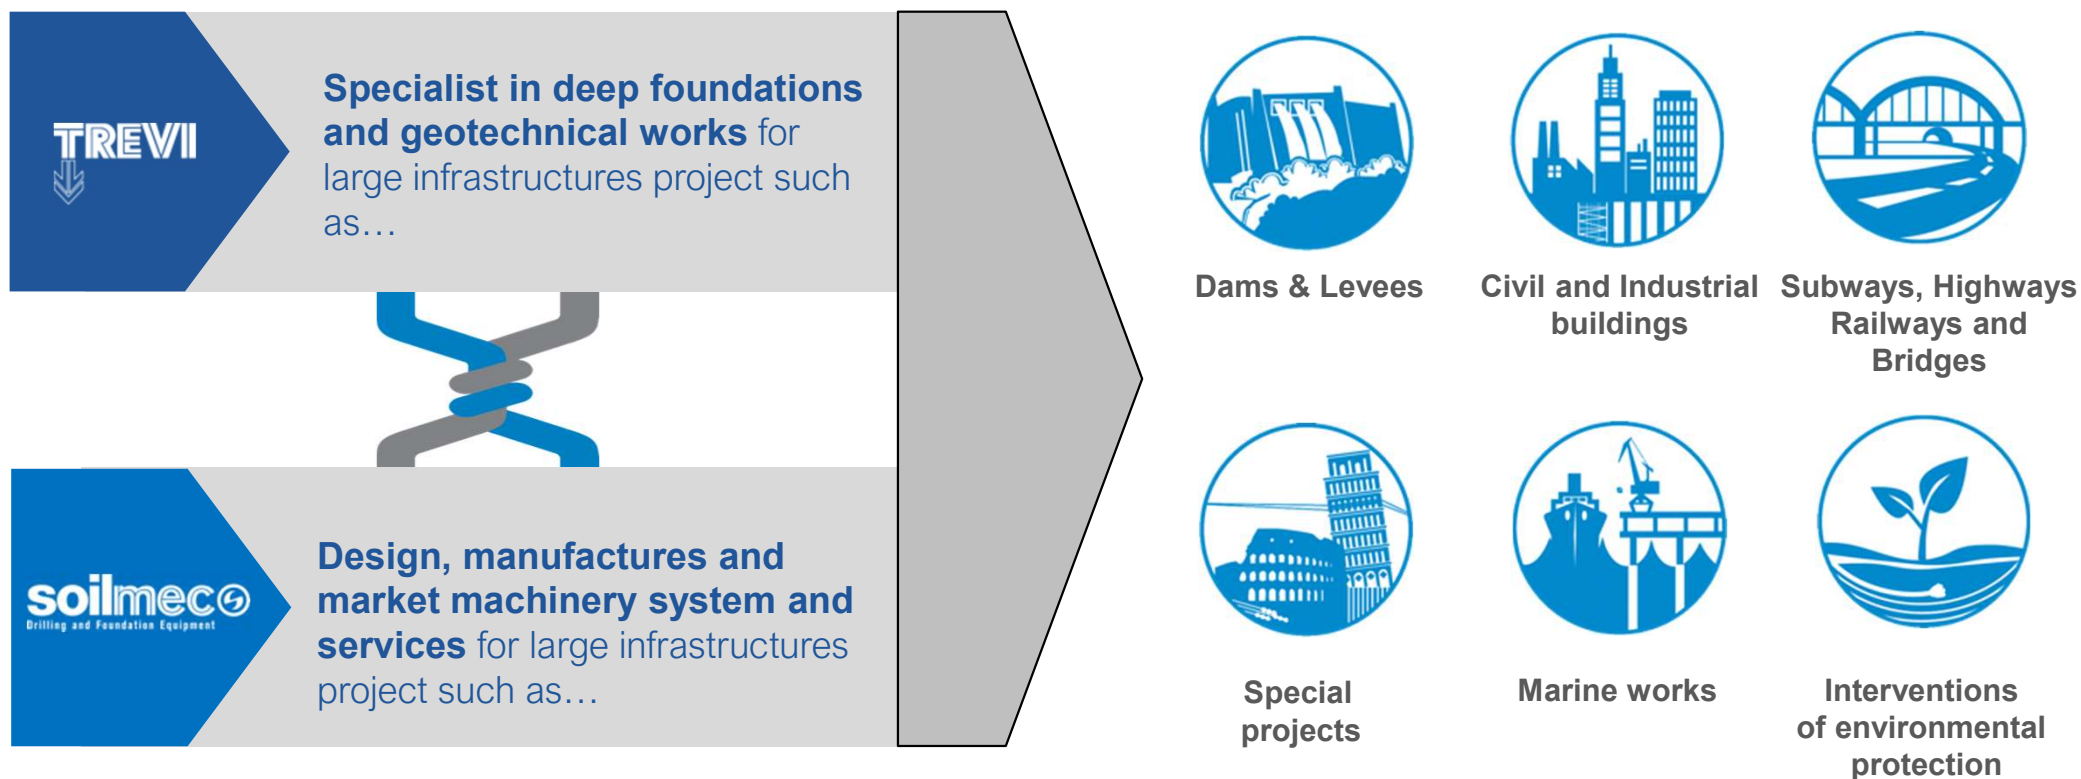 TREVI
Specialist in deep foundations
and geotechnical works for
large infrastructures project such
as…
soilmec
Drilling and Foundation Equipment
Design, manufactures and
market machinery system and
services for large infrastructures
project such as…
Dams & Levees
Civil and Industrial
buildings
Subways, Highways
Railways and
Bridges
Special
projects
Marine works
Interventions
of environmental
protection